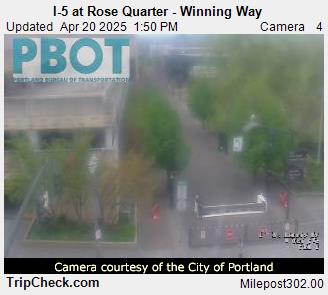 I-5 at Rose Quarter - Winning Way
Updated Apr 20 2025 1:50 PM Camera 4
PBOT
PORTLAND BUREAU OF TRANSPORTATION
Camera courtesy of the City of Portland
TripCheck.com Milepost302.00